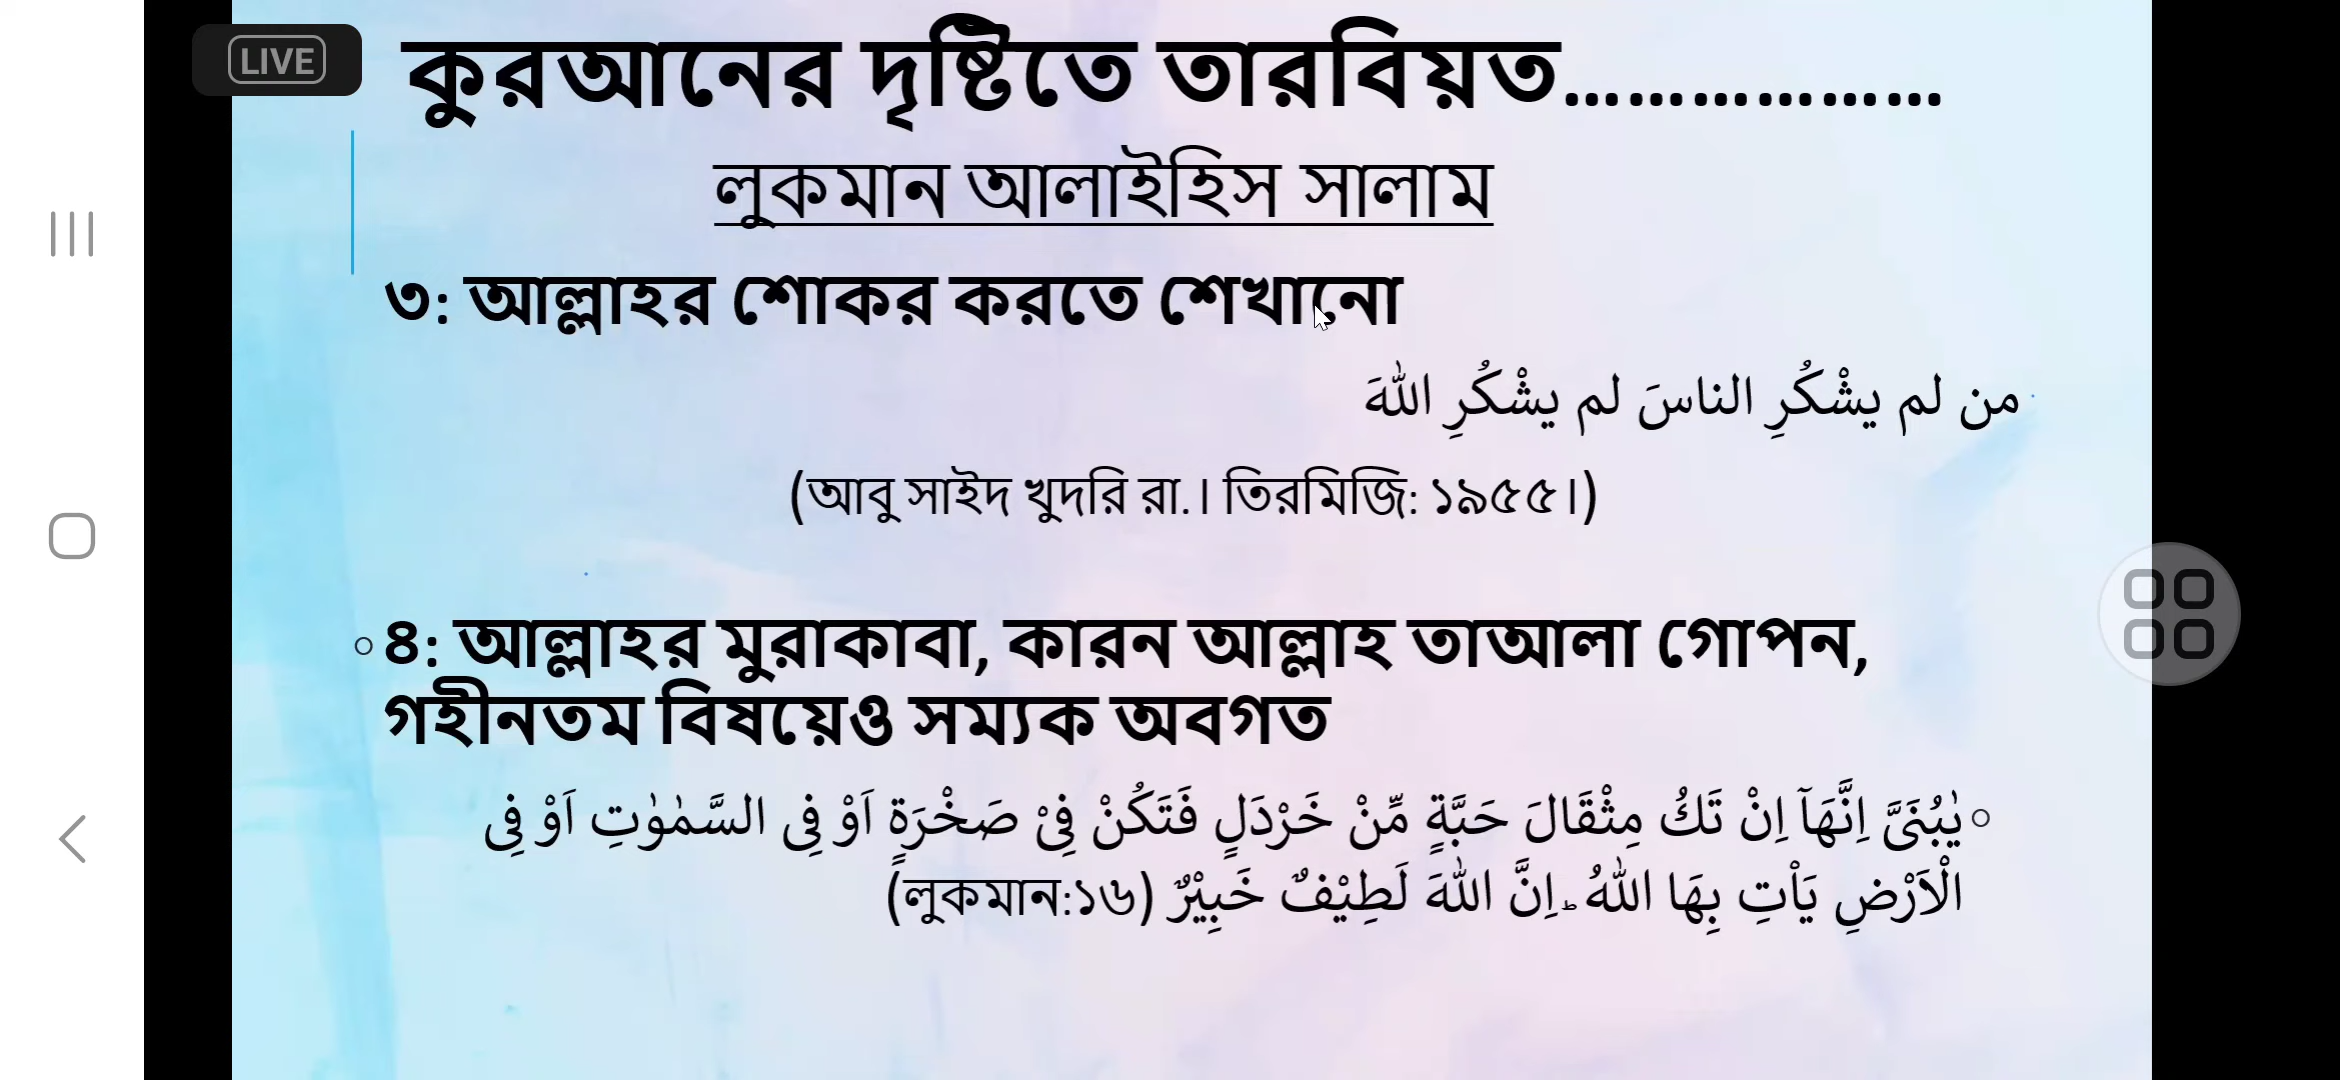 LIVE
কুরআনের দৃষ্টিতে তারবিয়ত………………
লুকমান আলাইহিস সালাম
৩: আল্লাহর শোকর করতে শেখানো
من لم يشْكُرِ الناسَ لم يشْكُرِ اللهَ
(আবু সাইদ খুদরি রা.। তিরমিজি: ১৯৫৫।)
৪: আল্লাহর মুরাকাবা, কারন আল্লাহ তাআলা গোপন,
গহীনতম বিষয়েও সম্যক অবগত
يٰبُنَىَّ اِنَّهَاۤ اِنْ تَكُ مِثْقَالَ حَبَّةٍ مِّنْ خَرْدَلٍ فَتَكُنْ فِىْ صَخْرَةٍ اَوْ فِى السَّمٰوٰتِ اَوْ فِى
الْاَرْضِ يَاْتِ بِهَا اللهُ ؕ اِنَّ اللهَ لَطِيْفٌ خَبِيْرٌ (লুকমান:১৬)